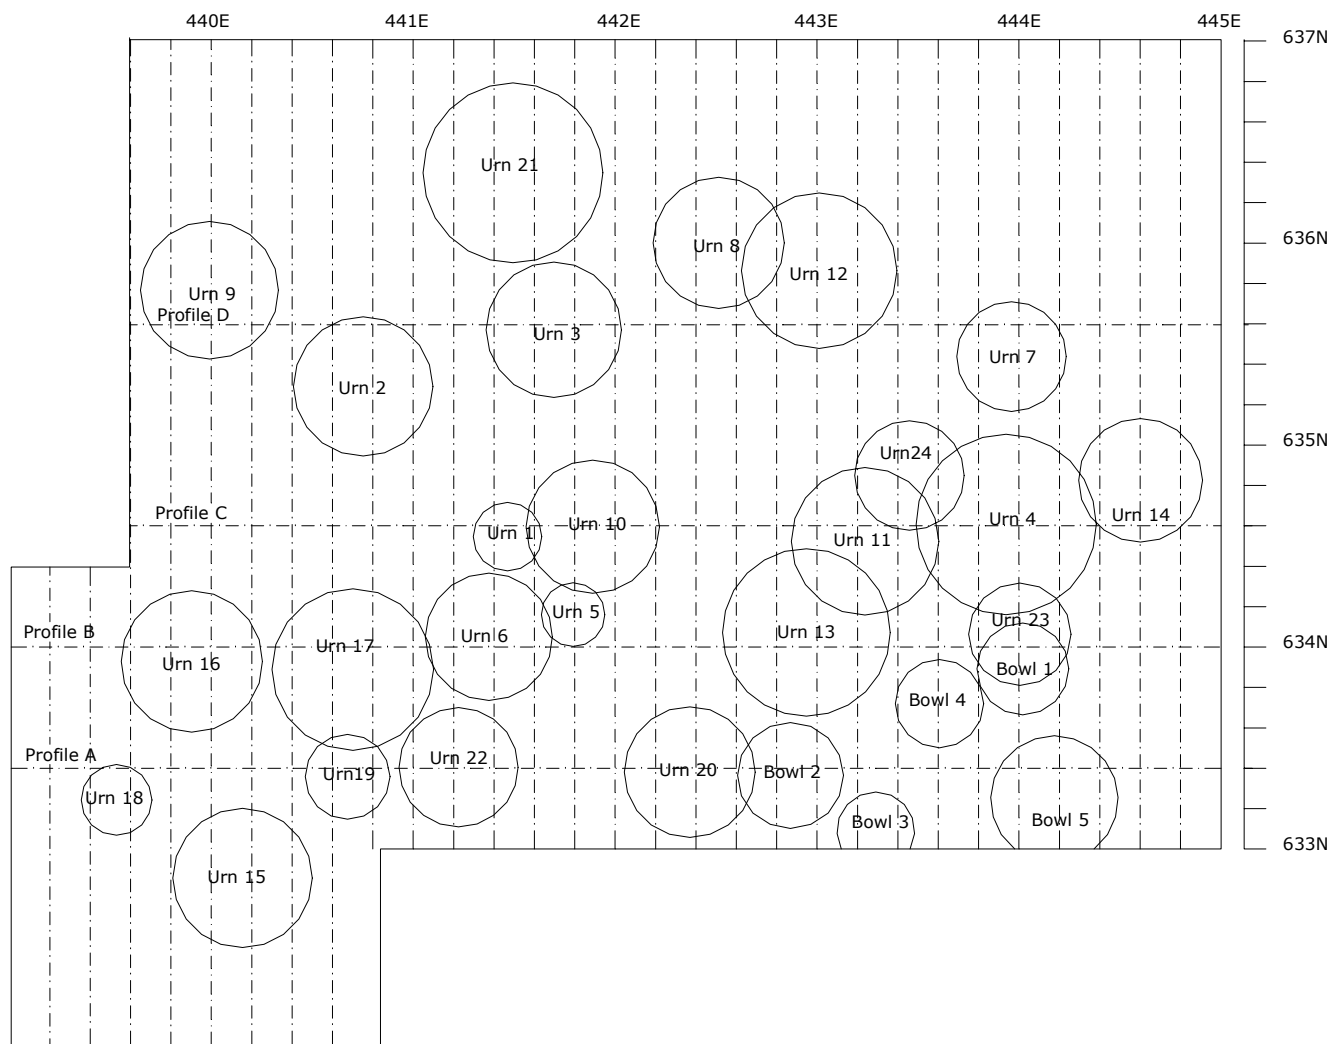 440E 441E 442E 443E 444E 445E
637N
Urn 21
636N
Urn 8
Urn 12
Urn 9
Profile D
Urn 3
Urn 7
Urn 2
635N
Urn24
Profile C
Urn 14
Urn 4
Urn 10
Urn 1
Urn 11
Urn 5
Urn 23
Profile B
Urn 13
Urn 6
634N
Urn 17
Urn 16
Bowl 1
Bowl 4
Profile A
Urn 22
Urn 20
Bowl 2
Urn19
Urn 18
Bowl 3
Bowl 5
633N
Urn 15